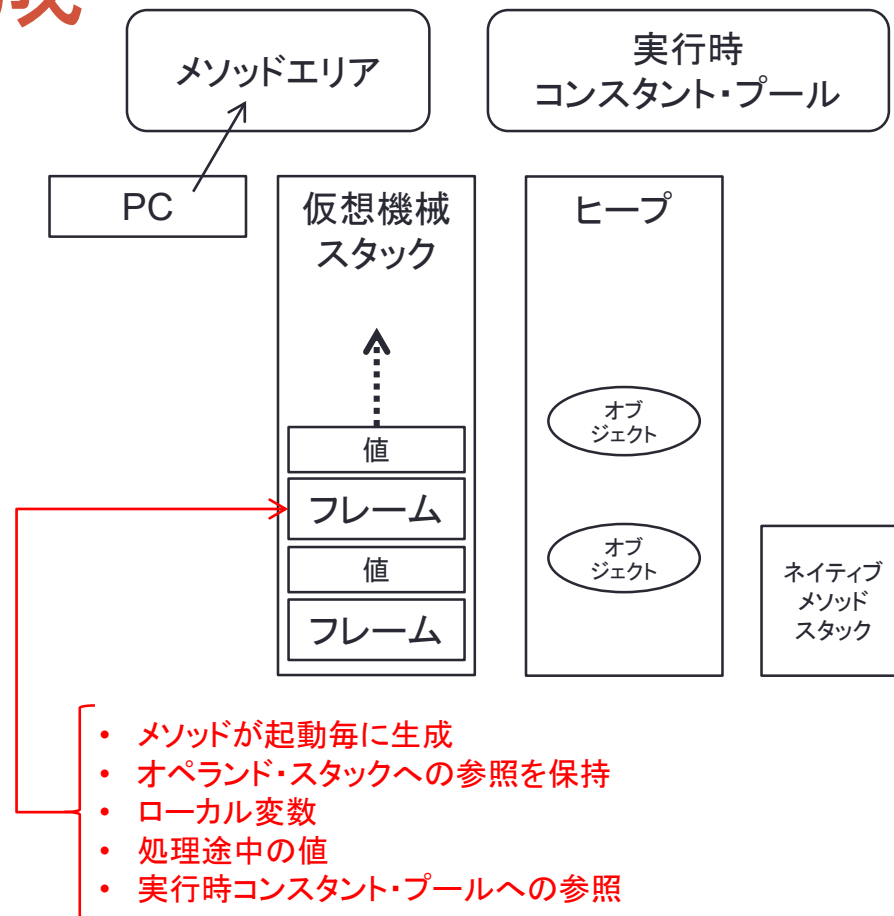 成
メソッドエリア
実行時
コンスタント・プール
PC
仮想機械
スタック
ヒープ
オブ
ジェクト
値
フレーム
オブ
ジェクト
値
フレーム
ネイティブ
メソッド
スタック
• メソッドが起動毎に生成
• オペランド・スタックへの参照を保持
• ローカル変数
• 処理途中の値
• 実行時コンスタント・プールへの参照